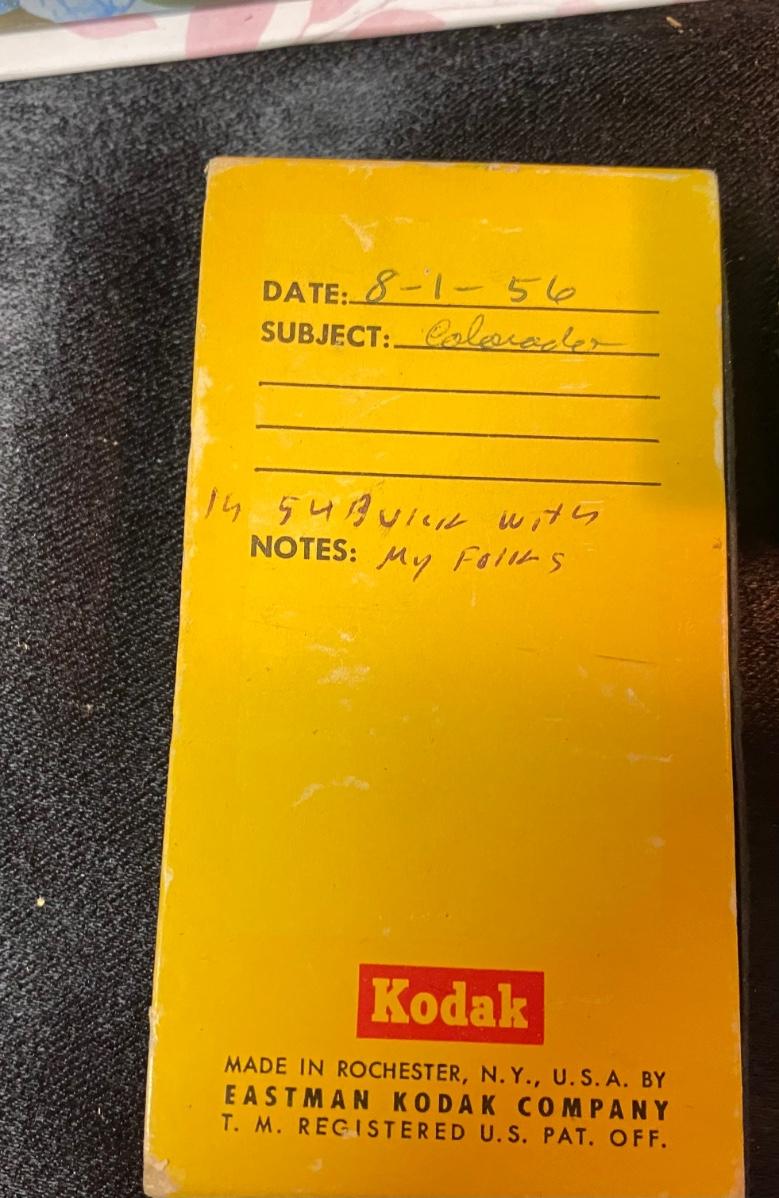 DATE: 8-1-56
SUBJECT: Colorado
IN 54 BUICK WITH
NOTES: MY FOLKS
Kodak
MADE IN ROCHESTER, N.Y., U.S.A. BY
EASTMAN KODAK COMPANY
T. M. REGISTERED U.S. PAT. OFF.